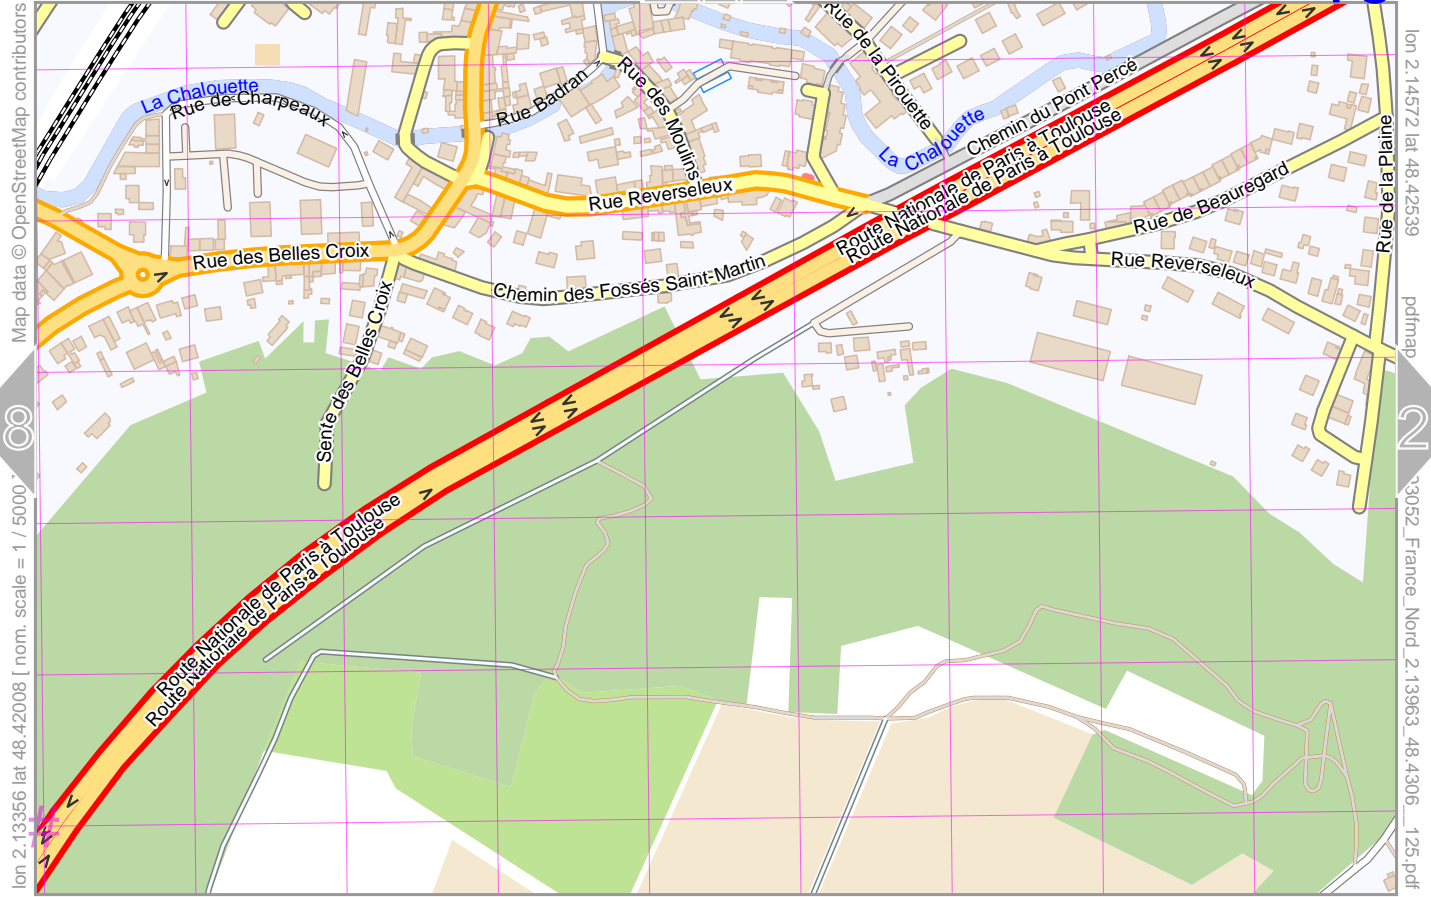 Map data © OpenStreetMap contributors
lon 2.13356 lat 48.42008 [ nom. scale = 1 / 5000
lon 2.14572 lat 48.42539
pdfmap
93052_France_Nord_2.13963_48.4306__125.pdf
8
2
La Chalouette
Rue de Charpeaux
Rue Badran
Rue des Moulins
Rue de la Pirouette
La Chalouette
Chemin du Pont Percé
Route Nationale de Paris à Toulouse
Route Nationale de Paris à Toulouse
Rue Reverseleux
Rue de Beauregard
Rue de la Plaine
Rue des Belles Croix
Chemin des Fossés Saint-Martin
Rue Reverseleux
Sente des Belles Croix
Route Nationale de Paris à Toulouse
Route Nationale de Paris à Toulouse